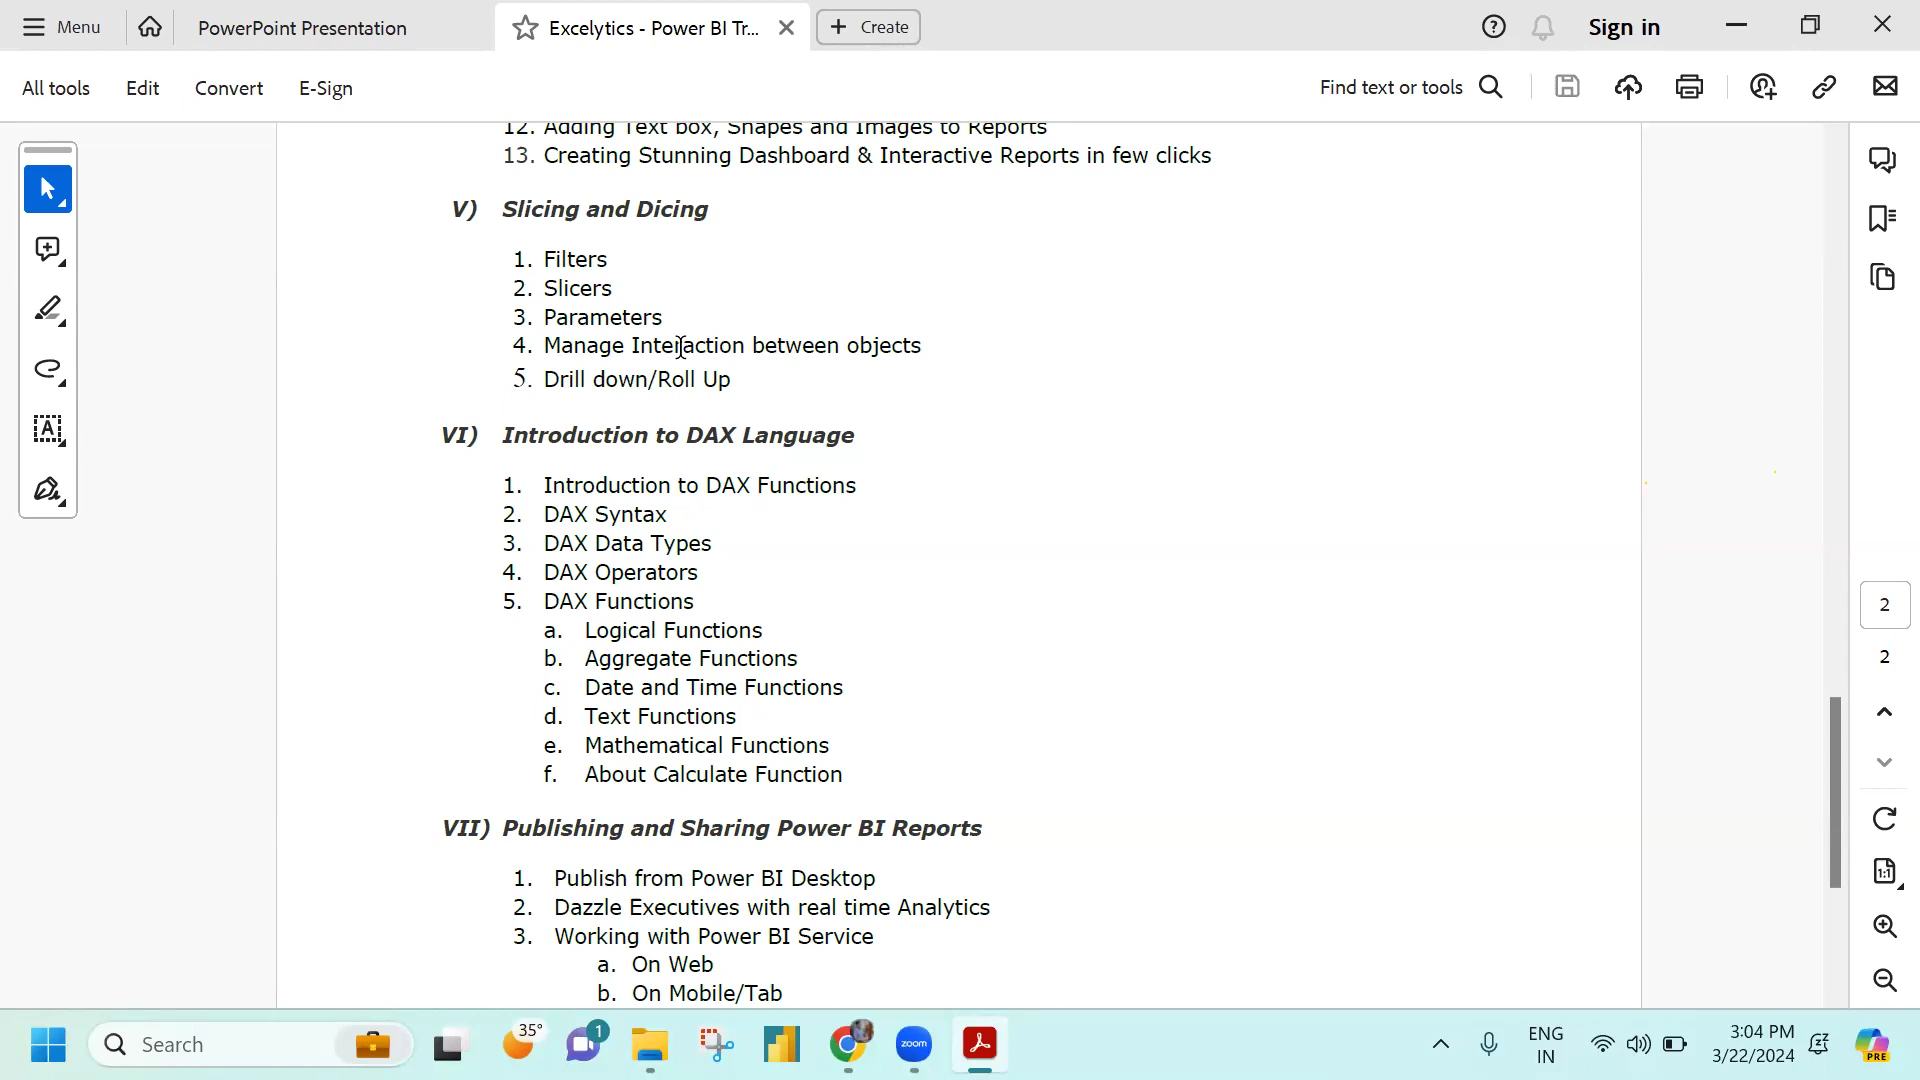 Menu
PowerPoint Presentation
Excelytics - Power BI Tr...
Create
Sign in
All tools
Edit
Convert
E-Sign
Find text or tools
12. Adding Text box, Shapes and Images to Reports
13. Creating Stunning Dashboard & Interactive Reports in few clicks
V) Slicing and Dicing
1. Filters
2. Slicers
3. Parameters
4. Manage Interaction between objects
5. Drill down/Roll Up
VI) Introduction to DAX Language
1. Introduction to DAX Functions
2. DAX Syntax
3. DAX Data Types
4. DAX Operators
5. DAX Functions
a. Logical Functions
b. Aggregate Functions
c. Date and Time Functions
d. Text Functions
e. Mathematical Functions
f. About Calculate Function
VII) Publishing and Sharing Power BI Reports
1. Publish from Power BI Desktop
2. Dazzle Executives with real time Analytics
3. Working with Power BI Service
a. On Web
b. On Mobile/Tab
2
2
1:1
Search
35°
1
zoom
ENG
IN
3:04 PM
3/22/2024
PRE